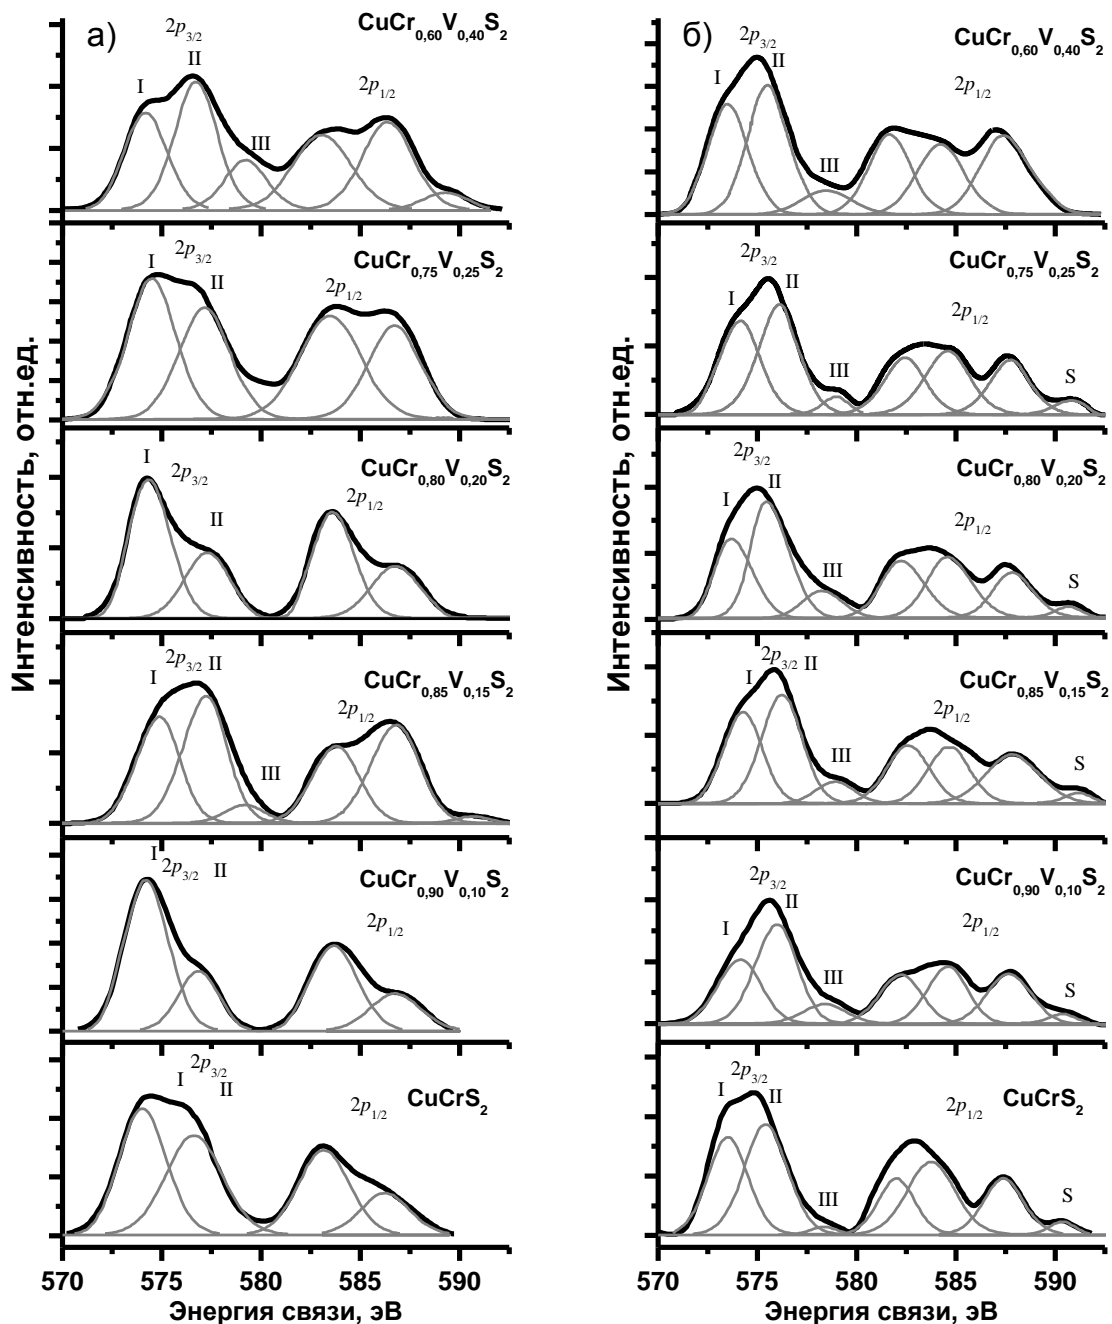 Интенсивность, отн.ед.
Интенсивность, отн.ед.
а)
2p3/2
CuCr0,60V0,40S2
I
II
III
2p1/2
I
2p3/2
II
CuCr0,75V0,25S2
2p1/2
I
2p3/2
II
CuCr0,80V0,20S2
2p1/2
I
2p3/2 II
CuCr0,85V0,15S2
III
2p1/2
I
2p3/2 II
CuCr0,90V0,10S2
2p1/2
I
2p3/2
II
CuCrS2
2p1/2
570 575 580 585 590
Энергия связи, эВ
Интенсивность, отн.ед.
Интенсивность, отн.ед.
б)
2p3/2
CuCr0,60V0,40S2
I
II
III
2p1/2
2p3/2
CuCr0,75V0,25S2
I
II
III
2p1/2
S
2p3/2
CuCr0,80V0,20S2
I
II
III
2p1/2
S
I
2p3/2 II
CuCr0,85V0,15S2
III
2p1/2
S
2p3/2
CuCr0,90V0,10S2
I
II
III
2p1/2
S
I
2p3/2
II
CuCrS2
III
2p1/2
S
570 575 580 585 590
Энергия связи, эВ